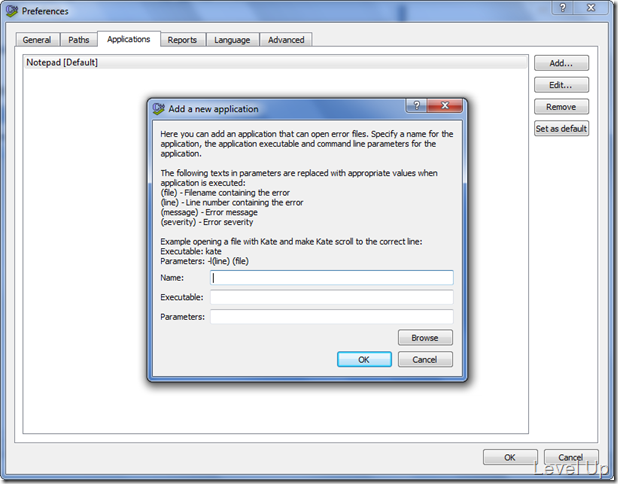 Preferences
General
Paths
Applications
Reports
Language
Advanced
Notepad [Default]
Add...
Edit...
Remove
Set as default
Add a new application
Here you can add an application that can open error files. Specify a name for the
application, the application executable and command line parameters for the
application.
The following texts in parameters are replaced with appropriate values when
application is executed:
(file) - Filename containing the error
(line) - Line number containing the error
(message) - Error message
(severity) - Error severity
Example opening a file with Kate and make Kate scroll to the correct line:
Executable: kate
Parameters: -l(line) (file)
Name:
Executable:
Parameters:
Browse
OK
Cancel
OK
Cancel
Level Up